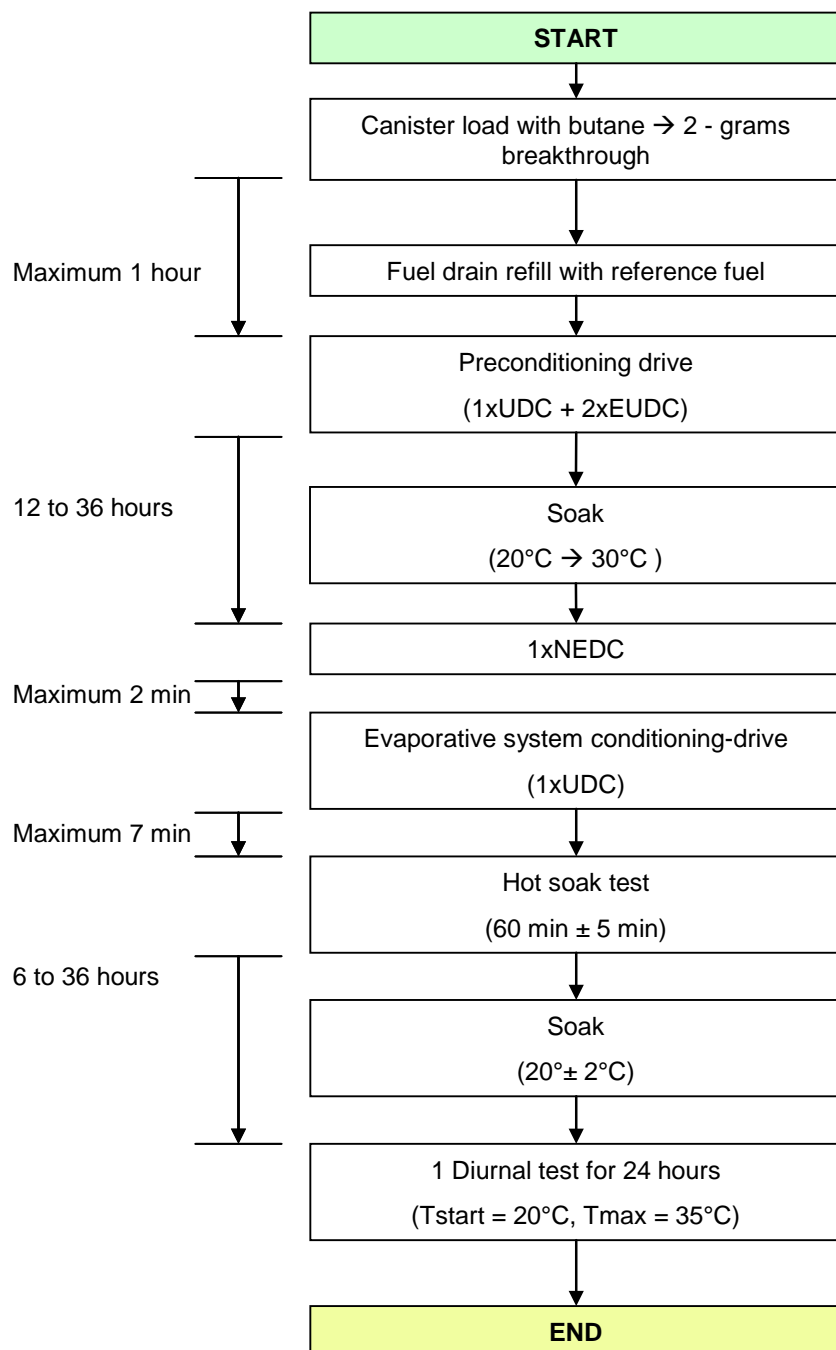 START
Canister load with butane → 2 - grams
breakthrough
Maximum 1 hour
Fuel drain refill with reference fuel
Preconditioning drive
(1xUDC + 2xEUDC)
12 to 36 hours
Soak
(20°C → 30°C )
1xNEDC
Maximum 2 min
Evaporative system conditioning-drive
(1xUDC)
Maximum 7 min
Hot soak test
(60 min ± 5 min)
6 to 36 hours
Soak
(20°± 2°C)
1 Diurnal test for 24 hours
(Tstart = 20°C, Tmax = 35°C)
END